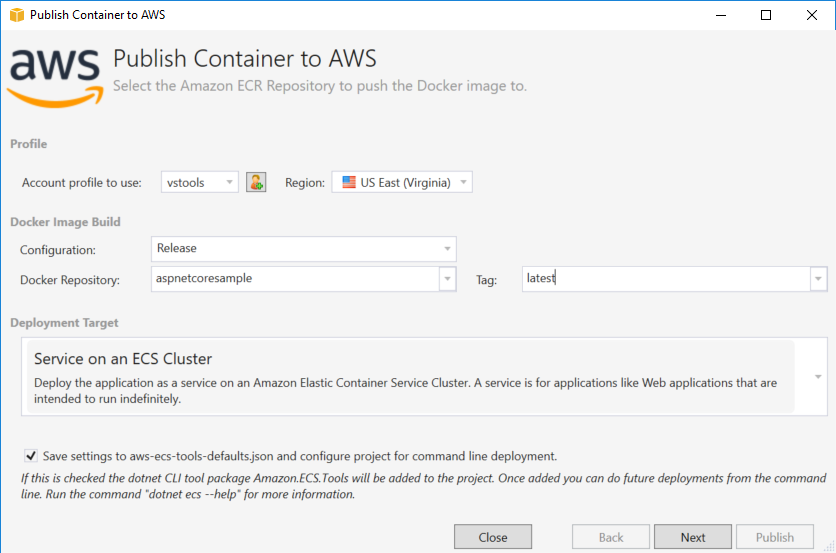 Publish Container to AWS
aws
Publish Container to AWS
Select the Amazon ECR Repository to push the Docker image to.
Profile
Account profile to use: vstools Region: US East (Virginia)
Docker Image Build
Configuration: Release
Docker Repository: aspnetcoresample Tag: latest
Deployment Target
Service on an ECS Cluster
Deploy the application as a service on an Amazon Elastic Container Service Cluster. A service is for applications like Web applications that are
intended to run indefinitely.
Save settings to aws-ecs-tools-defaults.json and configure project for command line deployment.
If this is checked the dotnet CLI tool package Amazon.ECS.Tools will be added to the project. Once added you can do future deployments from the command
line. Run the command "dotnet ecs --help" for more information.
Close Back Next Publish